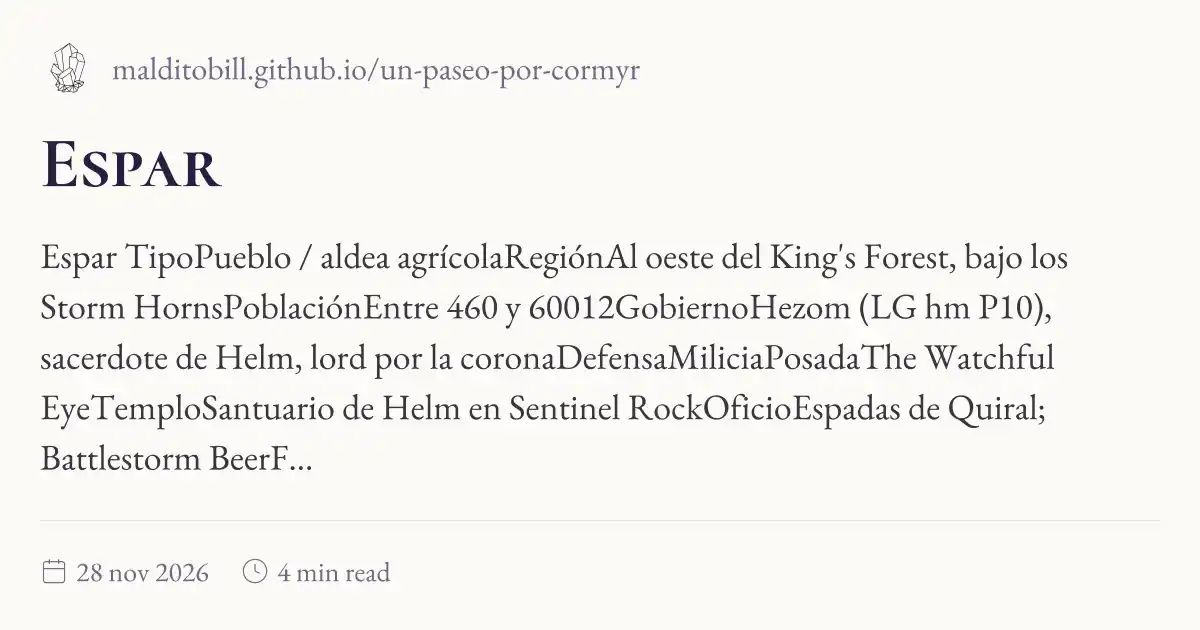 malditobill.github.io/un-paseo-por-cormyr
Espar
Espar TipoPueblo / aldea agrícolaRegiónAl oeste del King's Forest, bajo los
Storm HornsPoblaciónEntre 460 y 60012GobiernoHezom (LG hm P10),
sacerdote de Helm, lord por la coronaDefensaMiliciaPosadaThe Watchful
EyeTemploSantuario de Helm en Sentinel RockOficioEspadas de Quiral;
Battlestorm BeerF...
28 nov 2026 4 min read